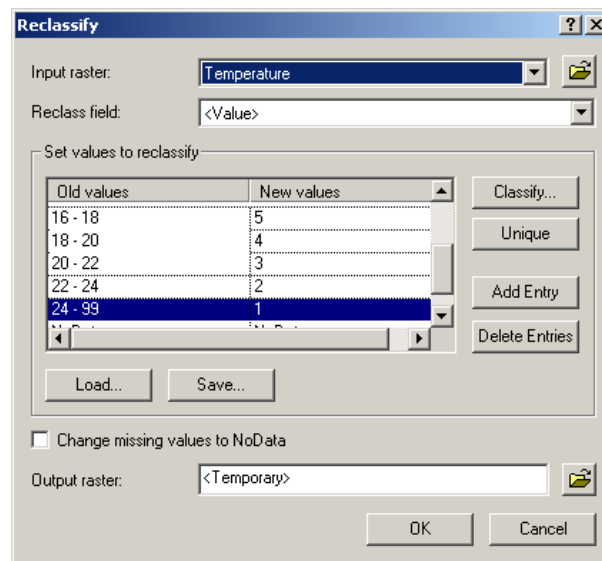 Reclassify
Input raster: Temperature
Reclass field: <Value>
Set values to reclassify
Old values New values
16 - 18 5
18 - 20 4
20 - 22 3
22 - 24 2
24 - 99 1
Classify...
Unique
Add Entry
Delete Entries
Load... Save...
Change missing values to NoData
Output raster: <Temporary>
OK Cancel